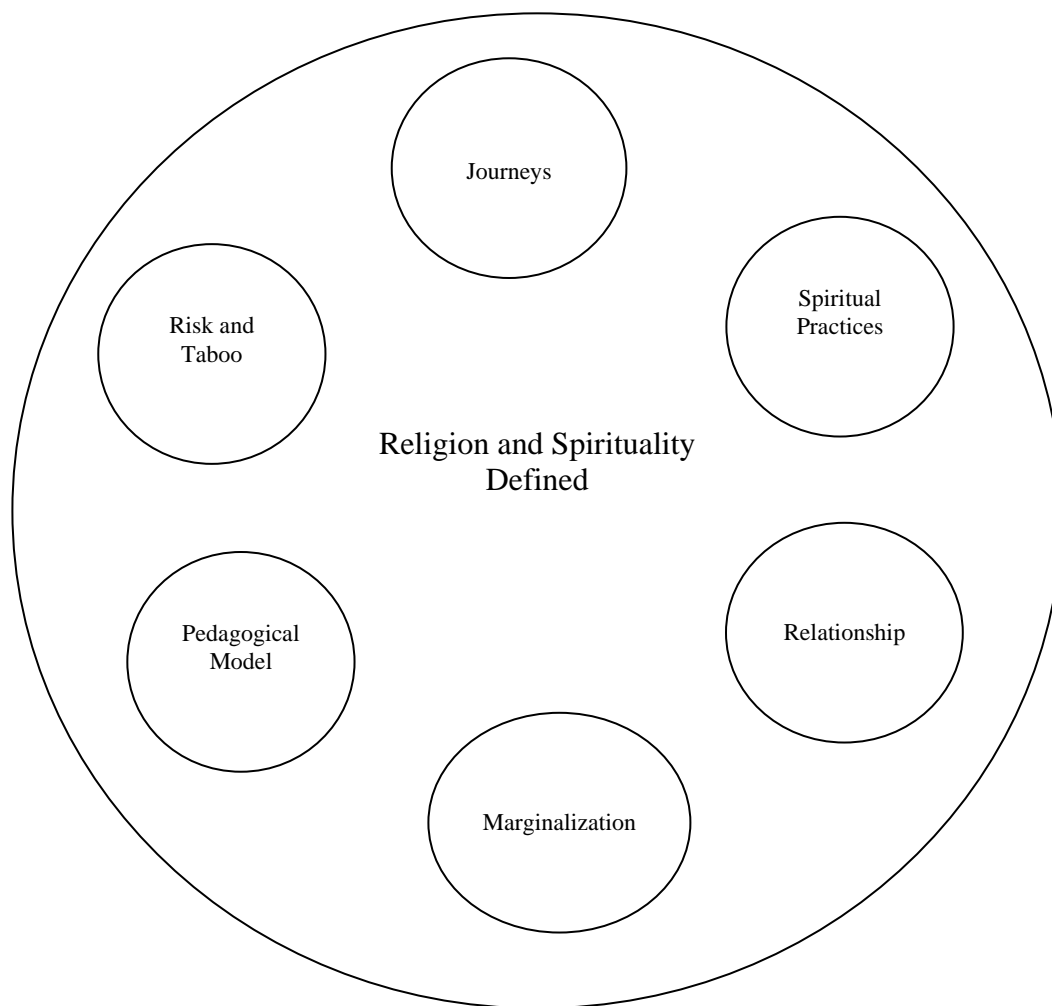 Journeys
Spiritual
Practices
Risk and
Taboo
Religion and Spirituality
Defined
Pedagogical
Model
Relationship
Marginalization